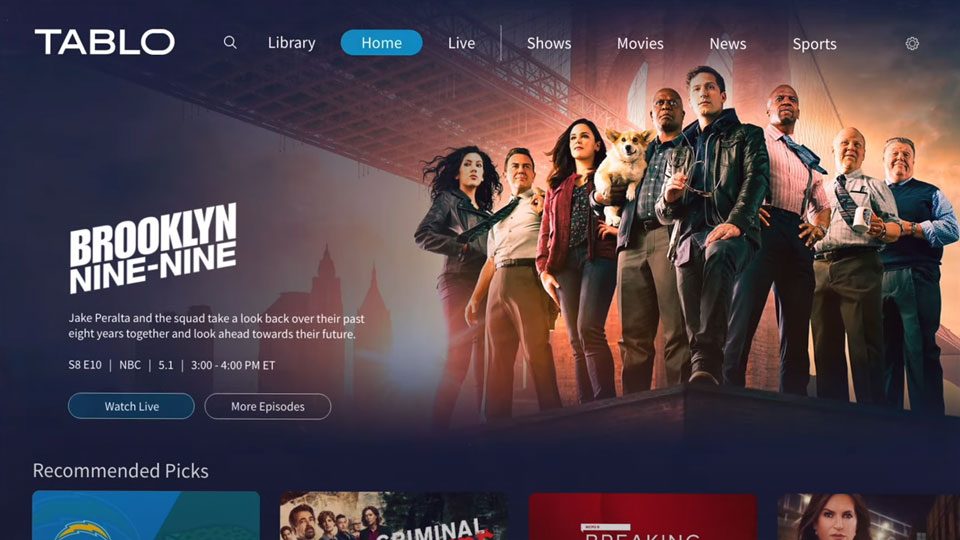 TABLO
Library
Home
Live
Shows
Movies
News
Sports
BROOKLYN
NINE-NINE
Jake Peralta and the squad take a look back over their past
eight years together and look ahead towards their future.
S8 E10 | NBC | 5.1 | 3:00 - 4:00 PM ET
Watch Live
More Episodes
Recommended Picks
CRIMINAL
BREAKING